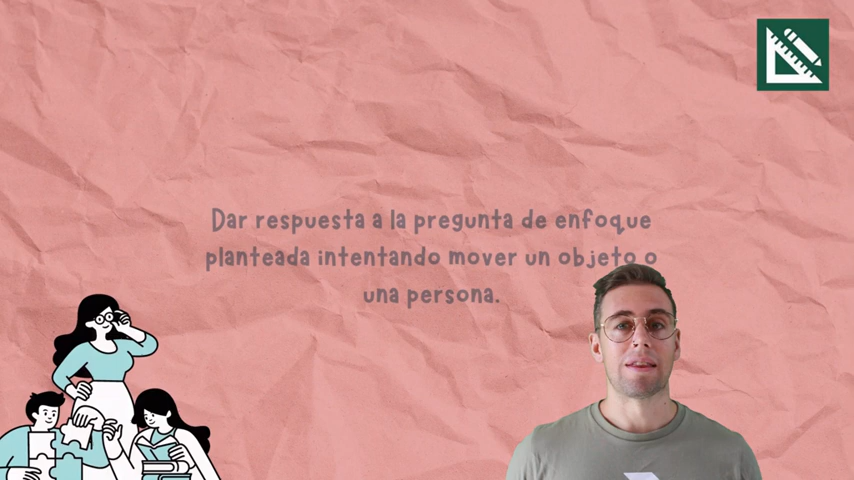 Dar respuesta a la pregunta de enfoque
planteada intentando mover un objeto o
una persona.